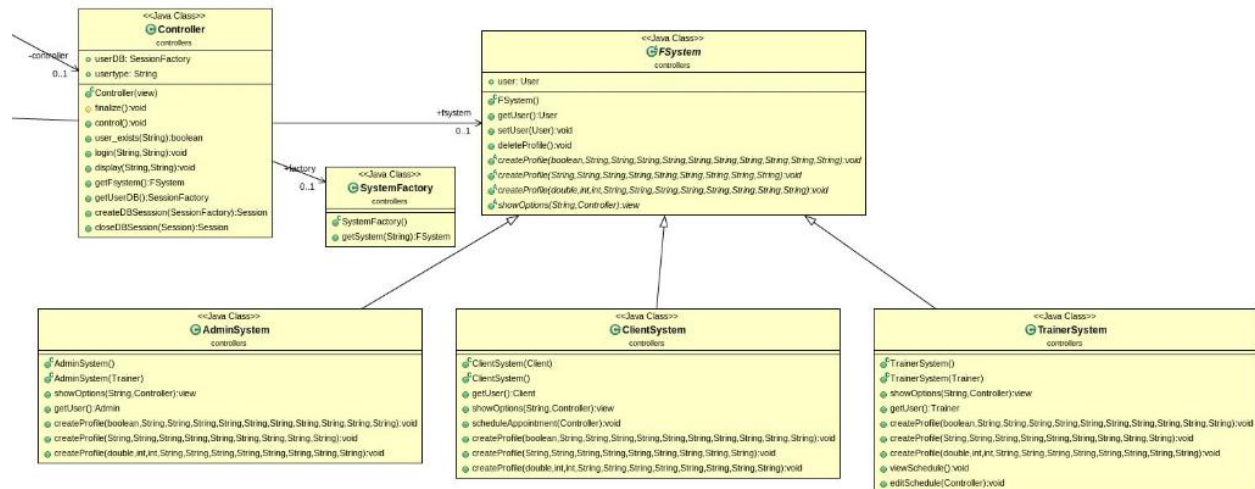 <<Java Class>>
Controller
controllers
userDB: SessionFactory
usertype: String
Controller(view)
finalize():void
control():void
user_exists(String):boolean
login(String,String):void
display(String,String):void
getFsystem():FSystem
getUserDB():SessionFactory
createDBSesssion(SessionFactory):Session
closeDBSession(Session):Session
-controller
0..1
+fsystem
0..1
+factory
0..1
<<Java Class>>
SystemFactory
controllers
SystemFactory()
getSystem(String):FSystem
<<Java Class>>
FSystem
controllers
user: User
FSystem()
getUser():User
setUser(User):void
deleteProfile():void
createProfile(boolean,String,String,String,String,String,String,String,String,String):void
createProfile(String,String,String,String,String,String,String,String,String):void
createProfile(double,int,int,String,String,String,String,String,String,String,String):void
showOptions(String,Controller):view
<<Java Class>>
AdminSystem
controllers
AdminSystem()
AdminSystem(Trainer)
showOptions(String,Controller):view
getUser():Admin
createProfile(boolean,String,String,String,String,String,String,String,String,String):void
createProfile(String,String,String,String,String,String,String,String,String):void
createProfile(double,int,int,String,String,String,String,String,String,String,String):void
<<Java Class>>
ClientSystem
controllers
ClientSystem(Client)
ClientSystem()
getUser():Client
showOptions(String,Controller):view
scheduleAppointment(Controller):void
createProfile(boolean,String,String,String,String,String,String,String,String,String):void
createProfile(String,String,String,String,String,String,String,String,String):void
createProfile(double,int,int,String,String,String,String,String,String,String,String):void
<<Java Class>>
TrainerSystem
controllers
TrainerSystem()
TrainerSystem(Trainer)
showOptions(String,Controller):view
getUser():Trainer
createProfile(boolean,String,String,String,String,String,String,String,String,String):void
createProfile(String,String,String,String,String,String,String,String,String):void
createProfile(double,int,int,String,String,String,String,String,String,String,String):void
viewSchedule():void
editSchedule(Controller):void